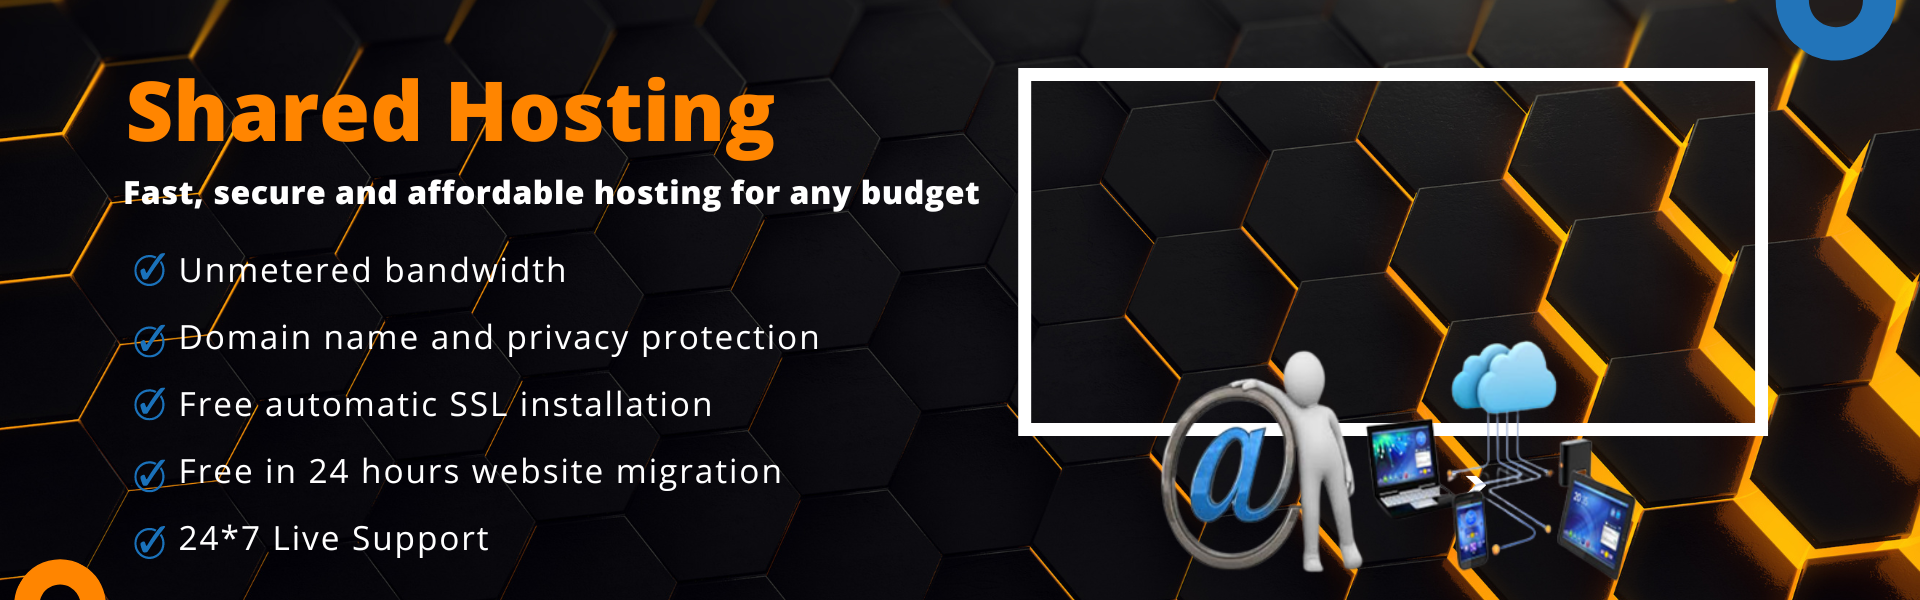 Shared Hosting
Fast, secure and affordable hosting for any budget
Unmetered bandwidth
Domain name and privacy protection
Free automatic SSL installation
Free in 24 hours website migration
24*7 Live Support
@